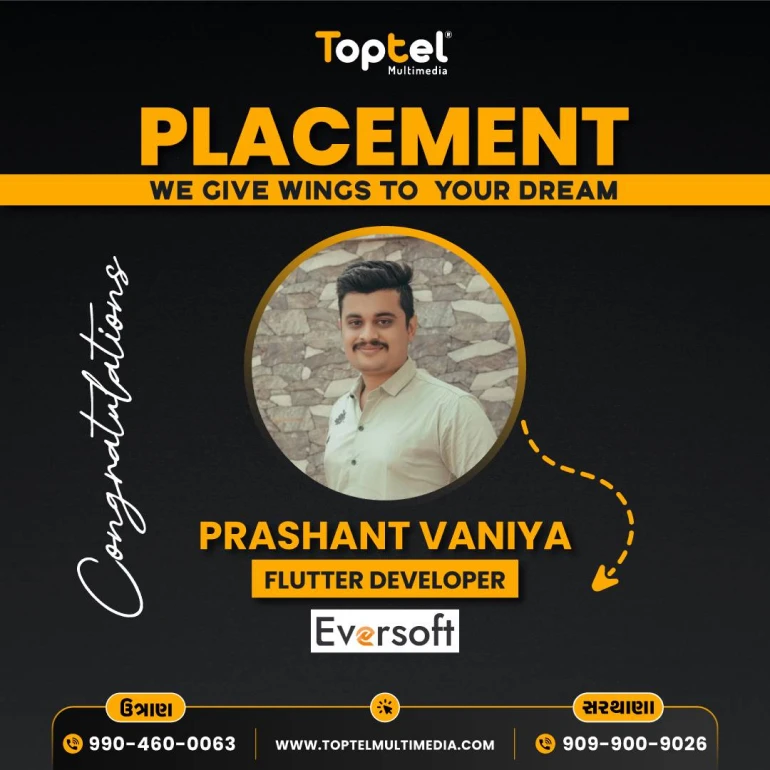 Toptel®
Multimedia
PLACEMENT
WE GIVE WINGS TO YOUR DREAM
Congratulations
PRASHANT VANIYA
FLUTTER DEVELOPER
Eversoft
ઉત્રાણ
સરથાણા
990-460-0063
WWW.TOPTELMULTIMEDIA.COM
909-900-9026